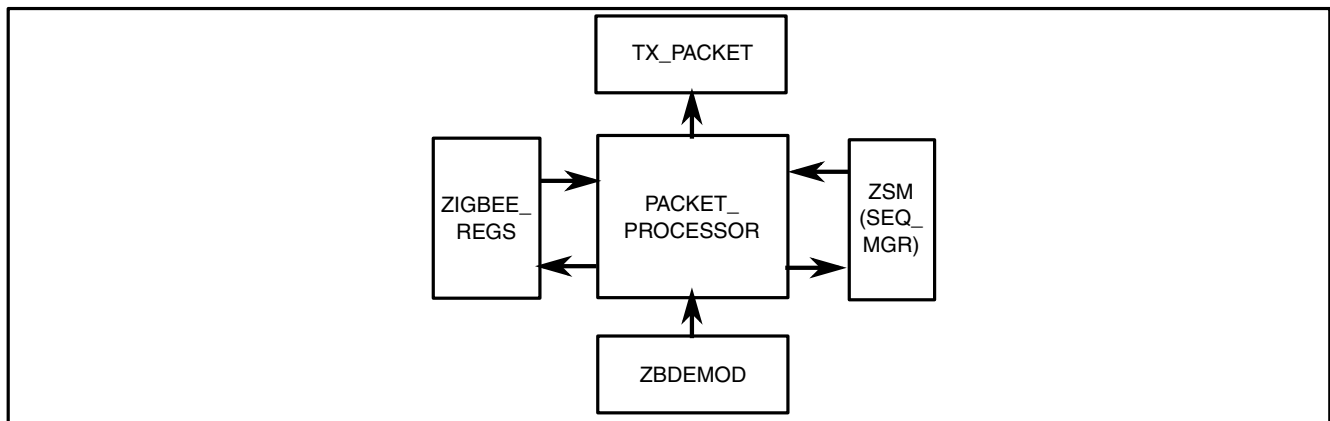 TX_PACKET
ZIGBEE_
REGS
PACKET_
PROCESSOR
ZSM
(SEQ_
MGR)
ZBDEMOD